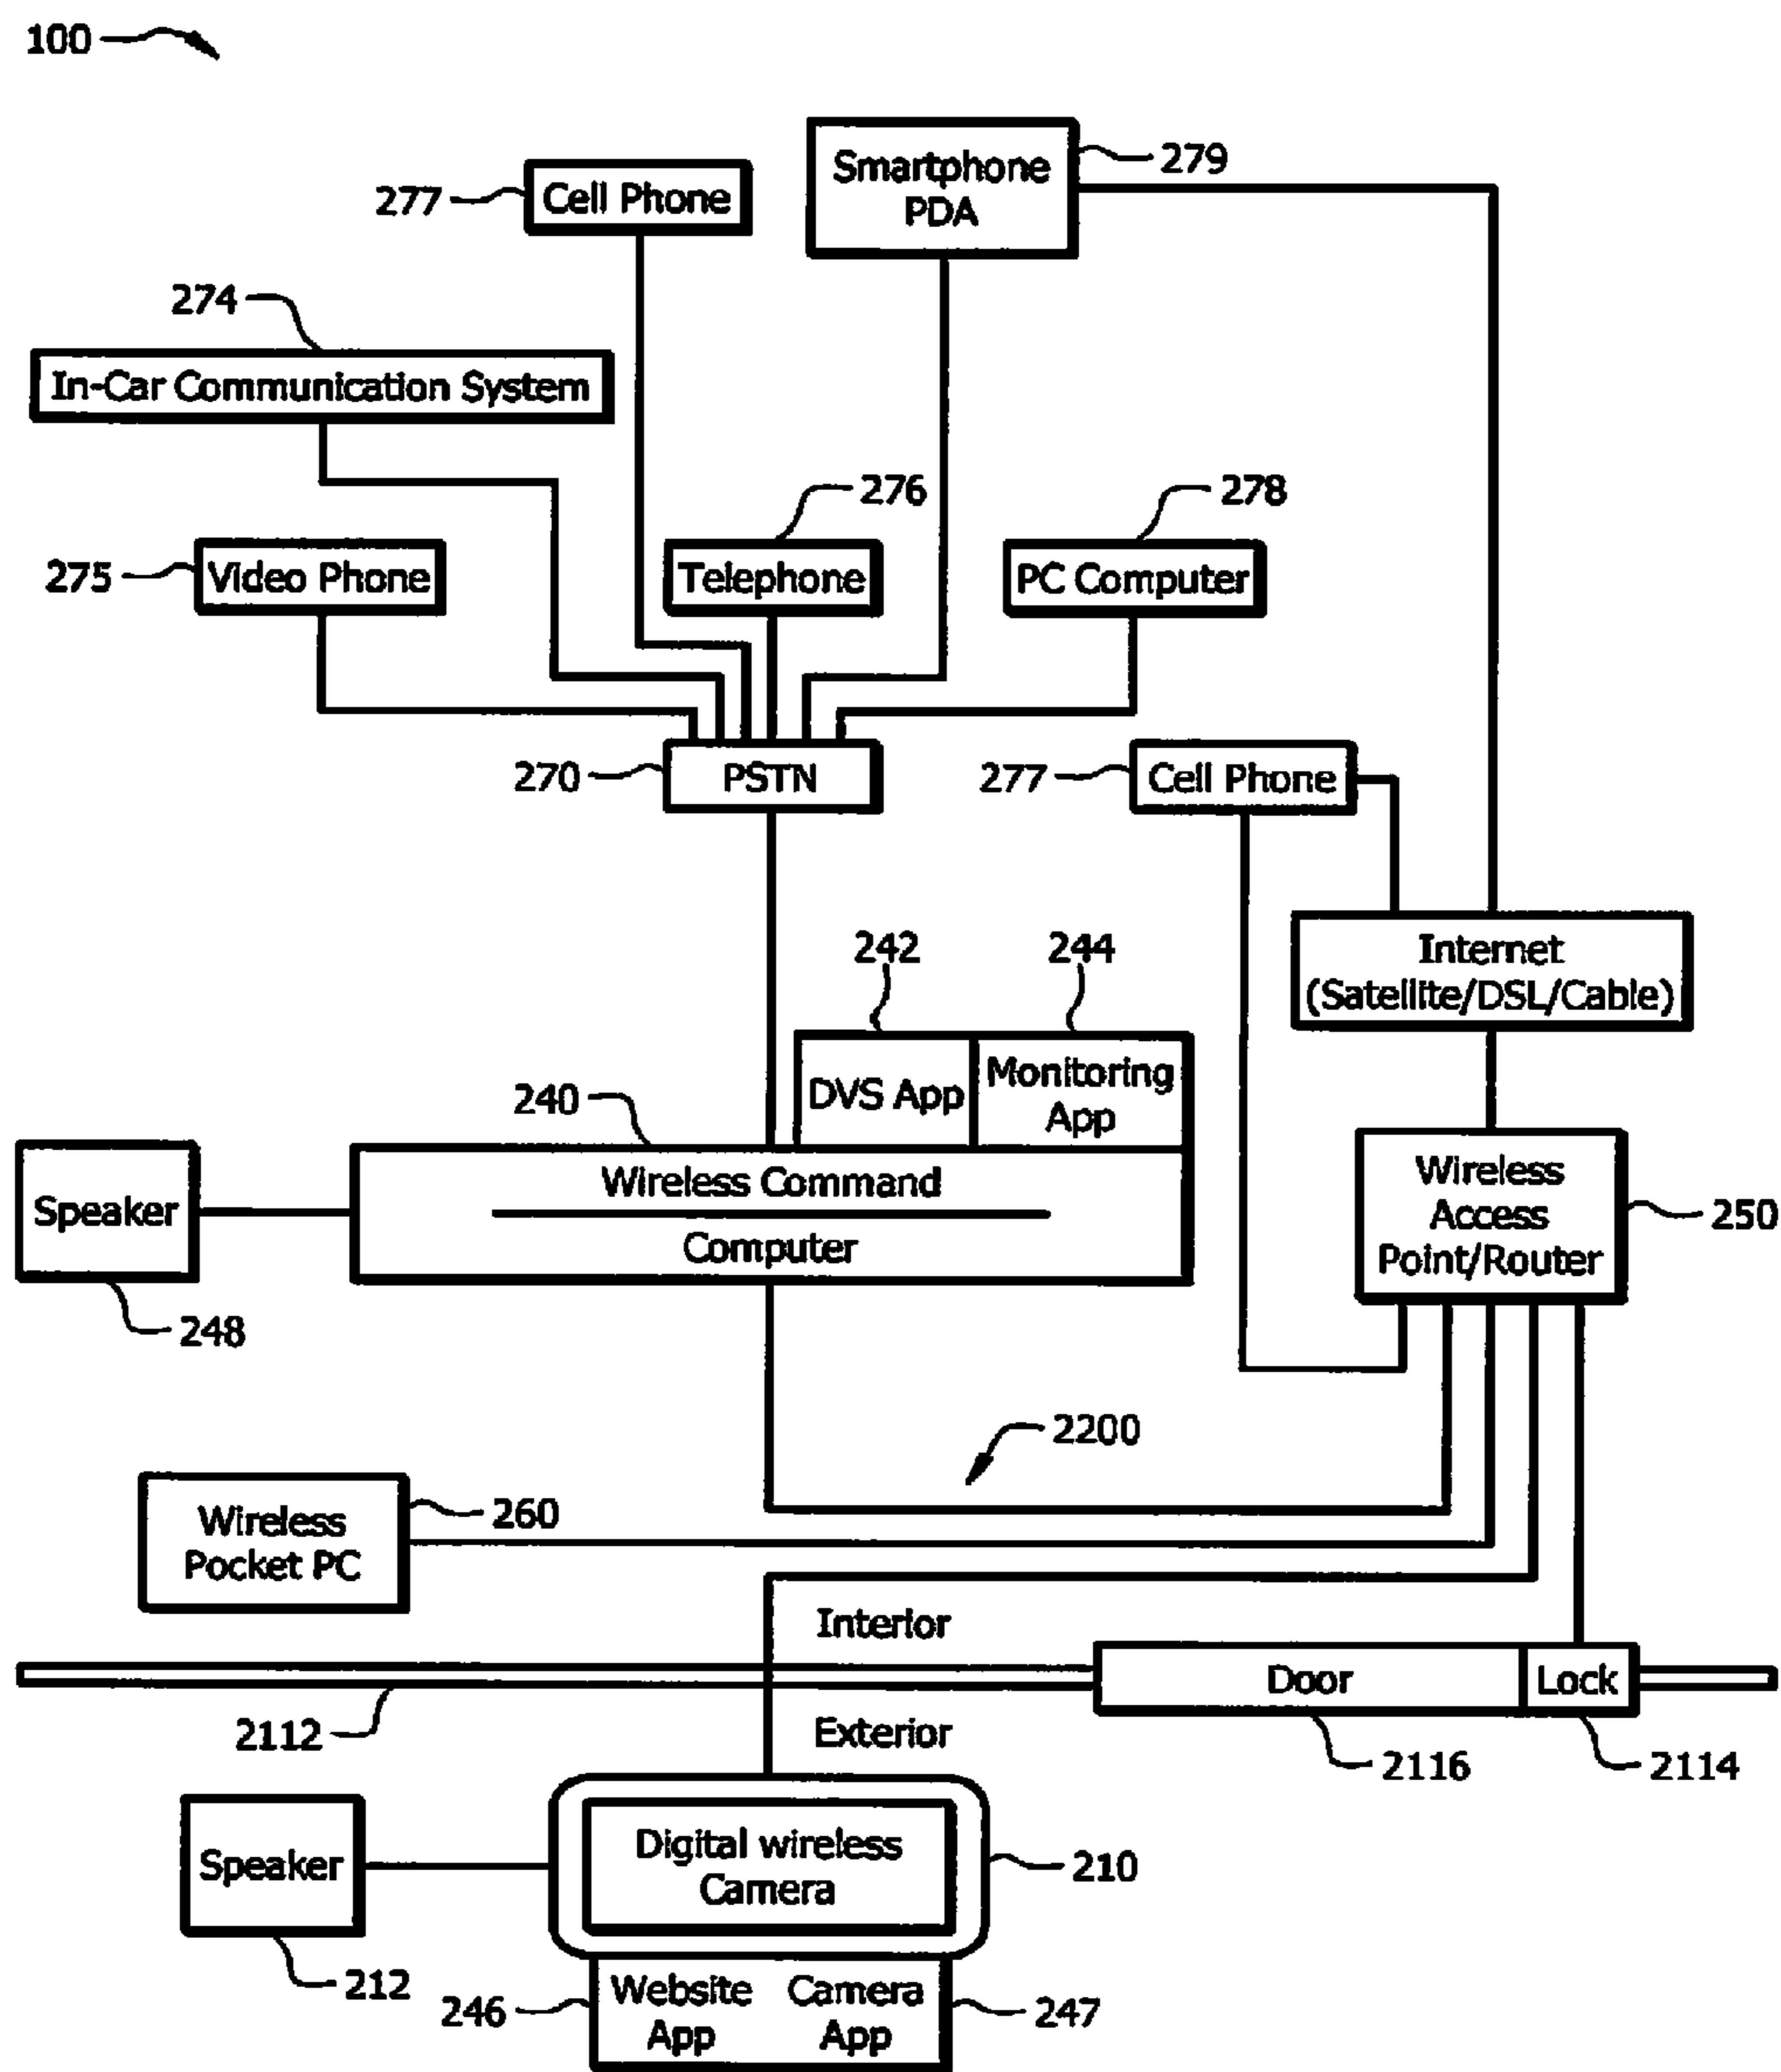 100
Smartphone
PDA
279
277
Cell Phone
274
In-Car Communication System
276
278
275
Video Phone
Telephone
PC Computer
270
PSTN
277
Cell Phone
242
244
Internet
(Satellite/DSL/Cable)
DVS App
Monitoring
App
240
Wireless Command
Computer
Speaker
248
Wireless
Access
Point/Router
250
2200
Wireless
Pocket PC
260
Interior
Door
Lock
2112
Exterior
2116
2114
Speaker
212
Digital wireless
Camera
210
246
Website
App
Camera
App
247